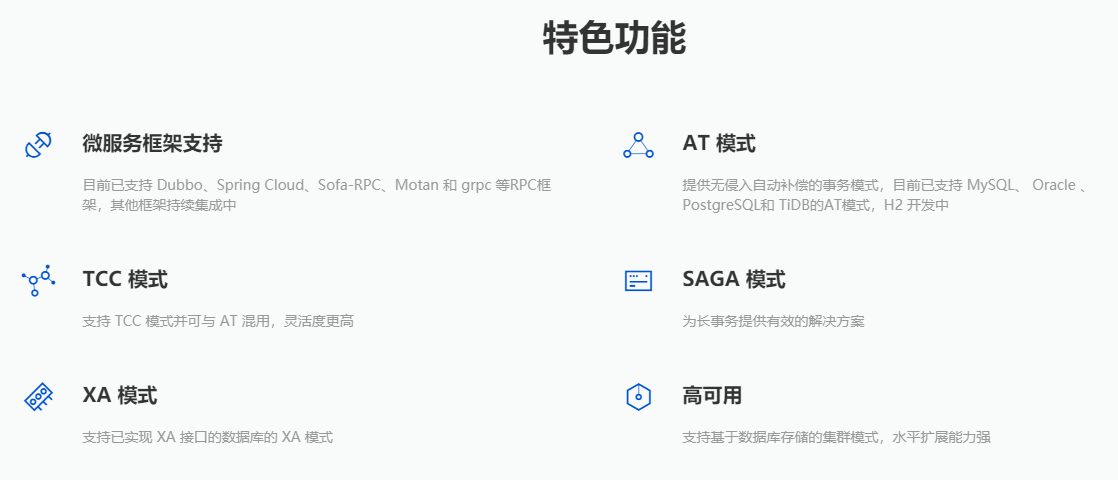 特色功能
微服务框架支持
目前已支持 Dubbo、Spring Cloud、Sofa-RPC、Motan 和 grpc 等RPC框
架，其他框架持续集成中
AT 模式
提供无侵入自动补偿的事务模式，目前已支持 MySQL、 Oracle 、
PostgreSQL和 TiDB的AT模式，H2 开发中
TCC 模式
支持 TCC 模式并可与 AT 混用，灵活度更高
SAGA 模式
为长事务提供有效的解决方案
XA 模式
支持已实现 XA 接口的数据库的 XA 模式
高可用
支持基于数据库存储的集群模式，水平扩展能力强